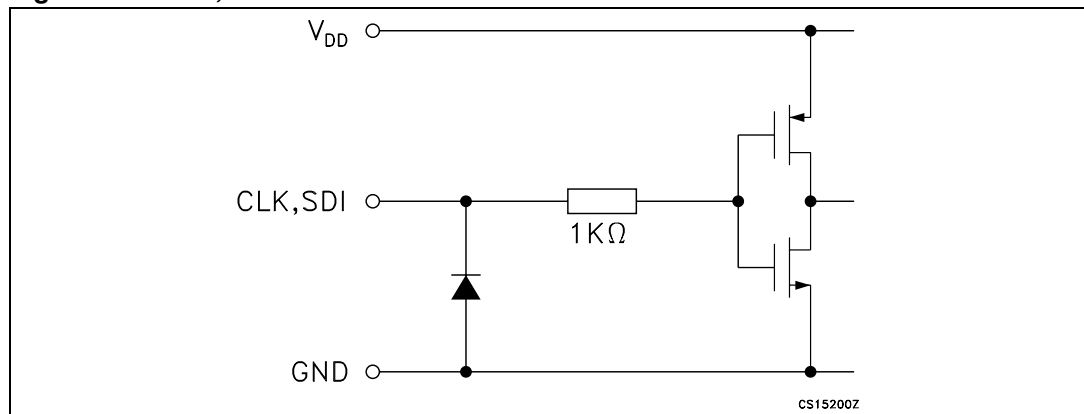 V_DD
CLK,SDI
1KΩ
GND
CS15200Z